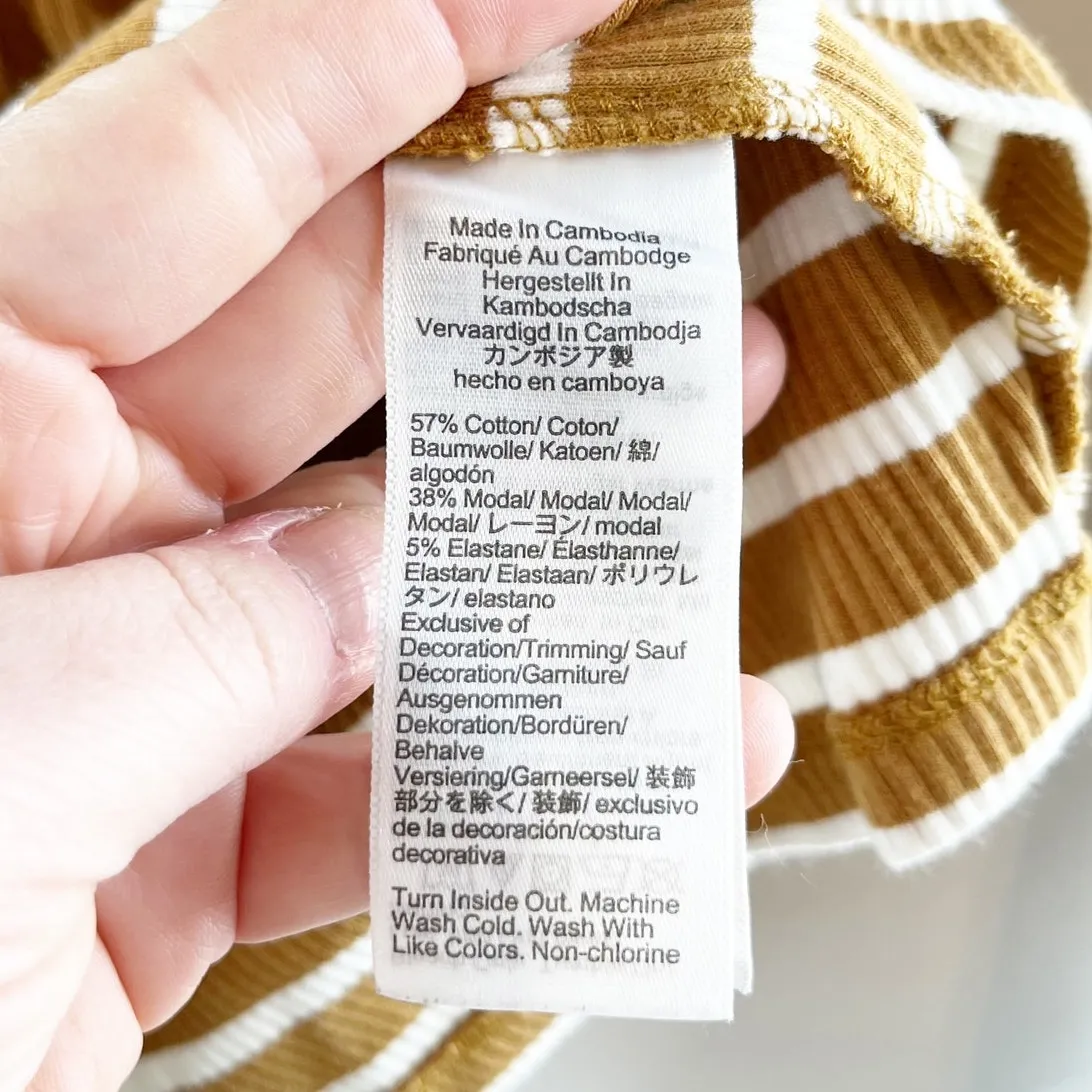 Made In Cambodia
Fabriqué Au Cambodge
Hergestellt In
Kambodscha
Vervaardigd In Cambodja
カンボジア製
hecho en camboya
57% Cotton/ Coton/
Baumwolle/ Katoen/ 綿/
algodón
38% Modal/ Modal/ Modal/
Modal/ レーヨン/ modal
5% Elastane/ Élasthanne/
Elastan/ Elastaan/ ポリウレ
タン/ elastano
Exclusive of
Decoration/Trimming/ Sauf
Décoration/Garniture/
Ausgenommen
Dekoration/Bordüren/
Behalve
Versiering/Garneersel/ 装飾
部分を除く/ 装飾/ exclusivo
de la decoración/costura
decorativa
Turn Inside Out. Machine
Wash Cold. Wash With
Like Colors. Non-chlorine